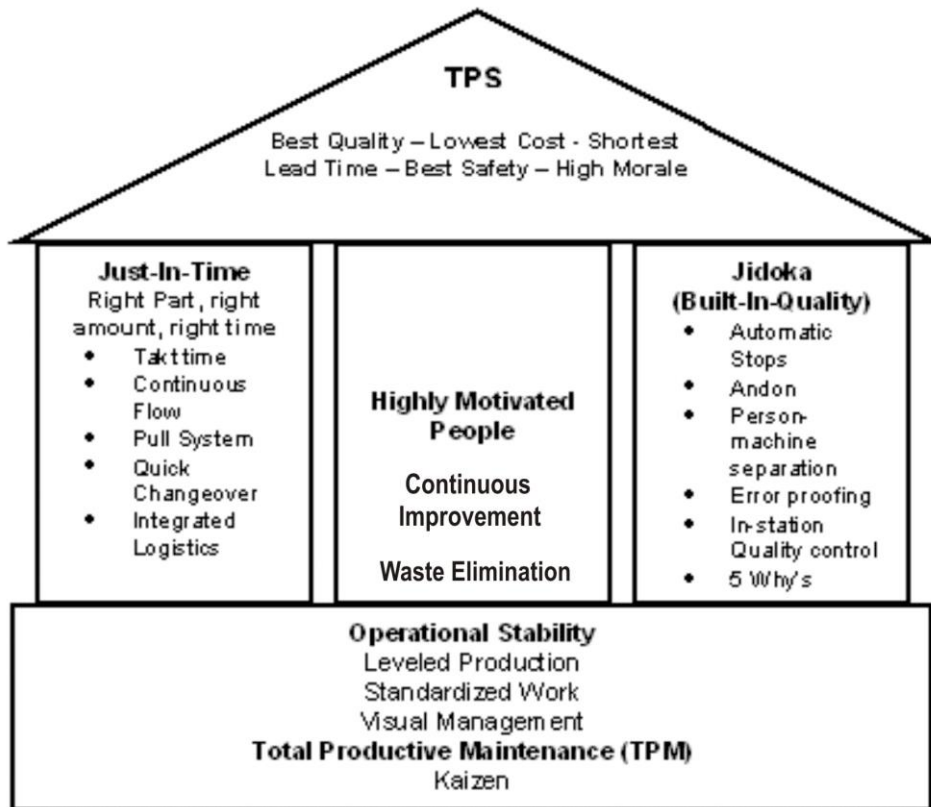 TPS
Best Quality – Lowest Cost - Shortest
Lead Time – Best Safety – High Morale
Just-In-Time
Right Part, right
amount, right time
• Takt time
• Continuous
Flow
• Pull System
• Quick
Changeover
• Integrated
Logistics
Highly Motivated
People
Continuous
Improvement
Waste Elimination
Jidoka
(Built-In-Quality)
• Automatic
Stops
• Andon
• Person-
machine
separation
• Error proofing
• In-station
Quality control
• 5 Why's
Operational Stability
Leveled Production
Standardized Work
Visual Management
Total Productive Maintenance (TPM)
Kaizen